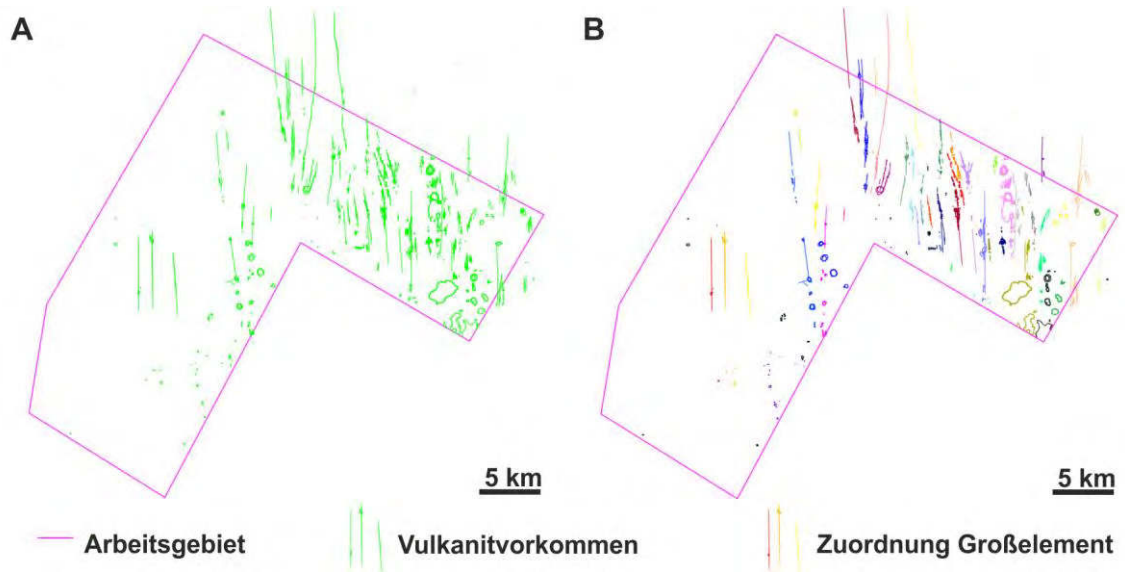 A
B
5 km
5 km
Arbeitsgebiet
Vulkanitvorkommen
Zuordnung Großelement